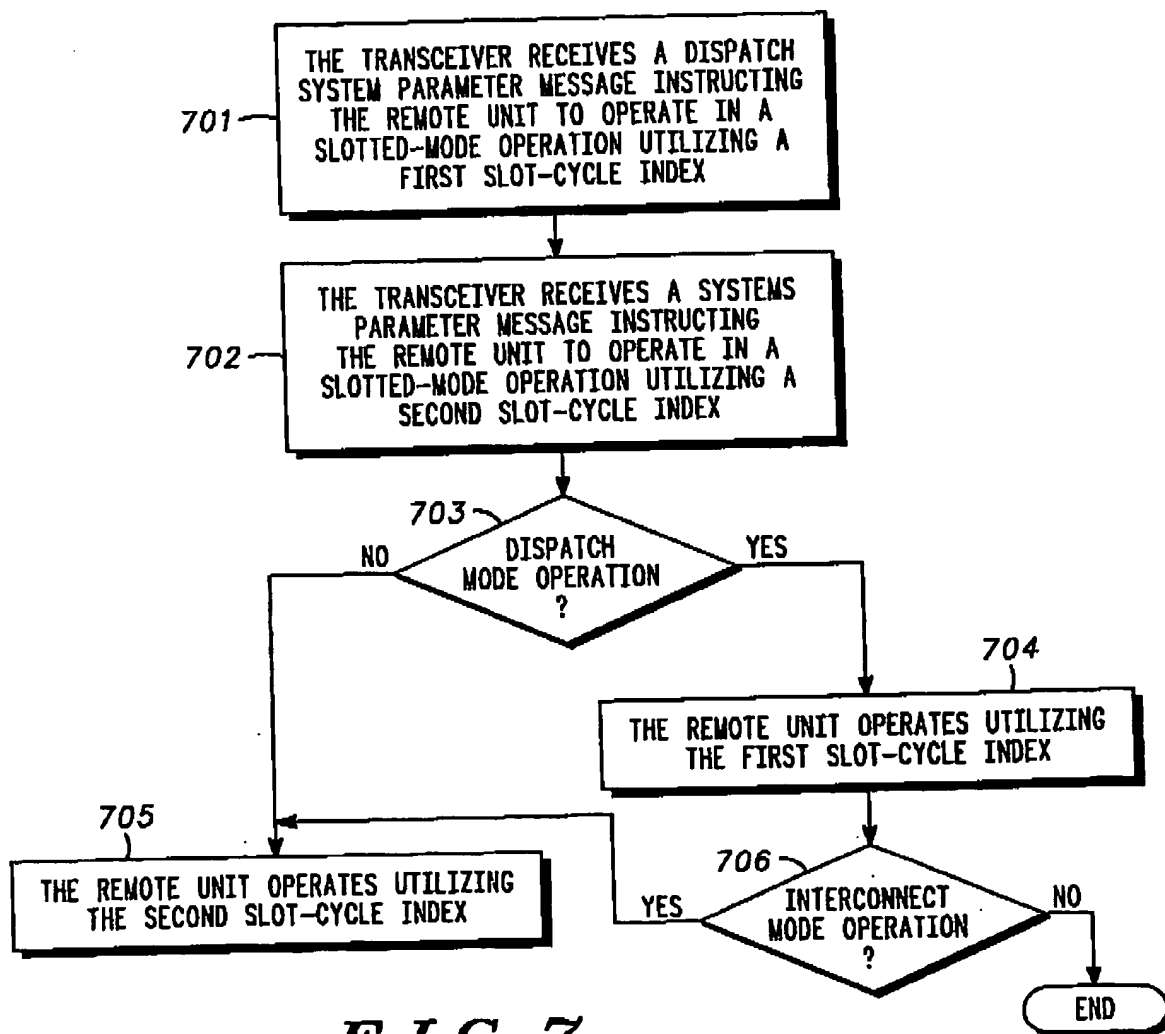 THE TRANSCEIVER RECEIVES A DISPATCH
SYSTEM PARAMETER MESSAGE INSTRUCTING
THE REMOTE UNIT TO OPERATE IN A
SLOTTED-MODE OPERATION UTILIZING A
FIRST SLOT-CYCLE INDEX
701
THE TRANSCEIVER RECEIVES A SYSTEMS
PARAMETER MESSAGE INSTRUCTING
THE REMOTE UNIT TO OPERATE IN A
SLOTTED-MODE OPERATION UTILIZING A
SECOND SLOT-CYCLE INDEX
702
703
NO
DISPATCH
MODE OPERATION
?
YES
704
THE REMOTE UNIT OPERATES UTILIZING
THE FIRST SLOT-CYCLE INDEX
705
THE REMOTE UNIT OPERATES UTILIZING
THE SECOND SLOT-CYCLE INDEX
706
YES
INTERCONNECT
MODE OPERATION
?
NO
END
FIG. 7